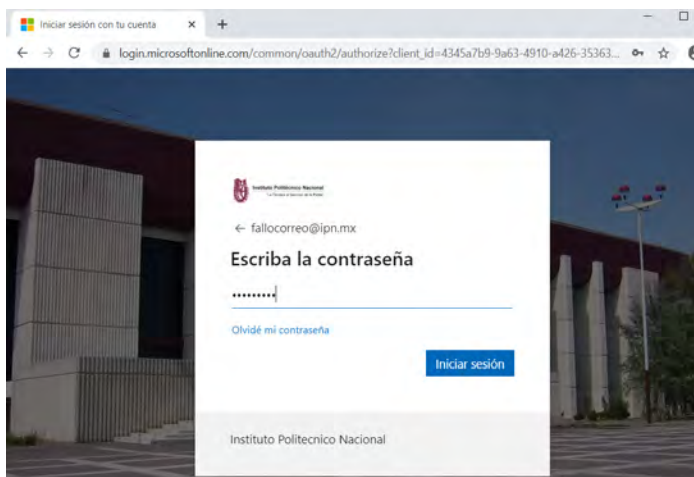 Iniciar sesión con tu cuenta
login.microsoftonline.com/common/oauth2/authorize?client_id=4345a7b9-9a63-4910-a426-35363...
Instituto Politécnico Nacional
fallocorreo@ipn.mx
Escriba la contraseña
•••••••••
Olvidé mi contraseña
Iniciar sesión
Instituto Politecnico Nacional